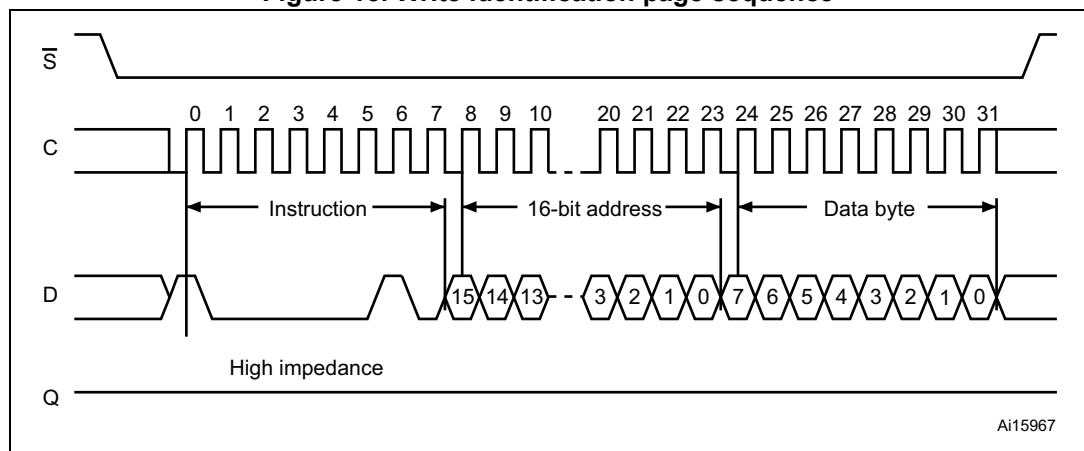 Figure 16. Write identification page sequence
S̅
0 1 2 3 4 5 6 7 8 9 10 20 21 22 23 24 25 26 27 28 29 30 31
C
Instruction 16-bit address Data byte
D 15 14 13 3 2 1 0 7 6 5 4 3 2 1 0
High impedance
Q
Ai15967